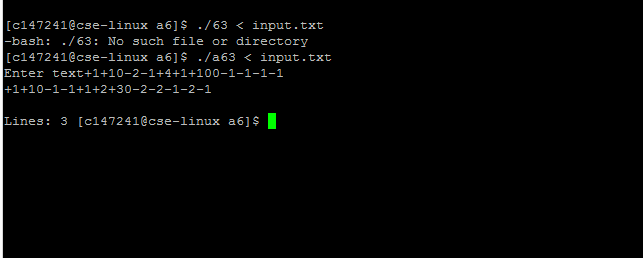 [c147241@cse-linux a6]$ ./63 < input.txt
-bash: ./63: No such file or directory
[c147241@cse-linux a6]$ ./a63 < input.txt
Enter text+1+10-2-1+4+1+100-1-1-1-1
+1+10-1-1+1+2+30-2-2-1-2-1
Lines: 3 [c147241@cse-linux a6]$